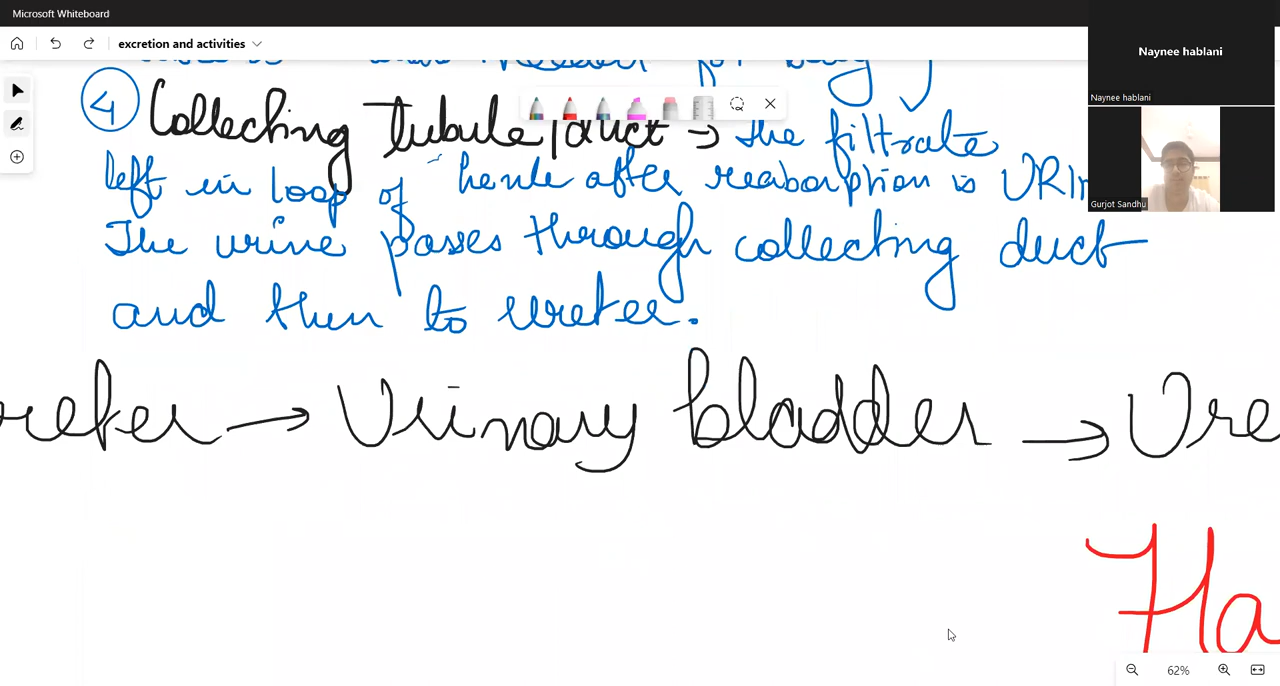 Microsoft Whiteboard
excretion and activities
Naynee hablani
Naynee hablani
Gurjot Sandhu
4 Collecting Tubule/duct → the filtrate
left in loop of henle after reabsorption is URIN
The urine passes through collecting duct
and then to ureter.
reter → Urinary bladder → Ure
Ha
62%